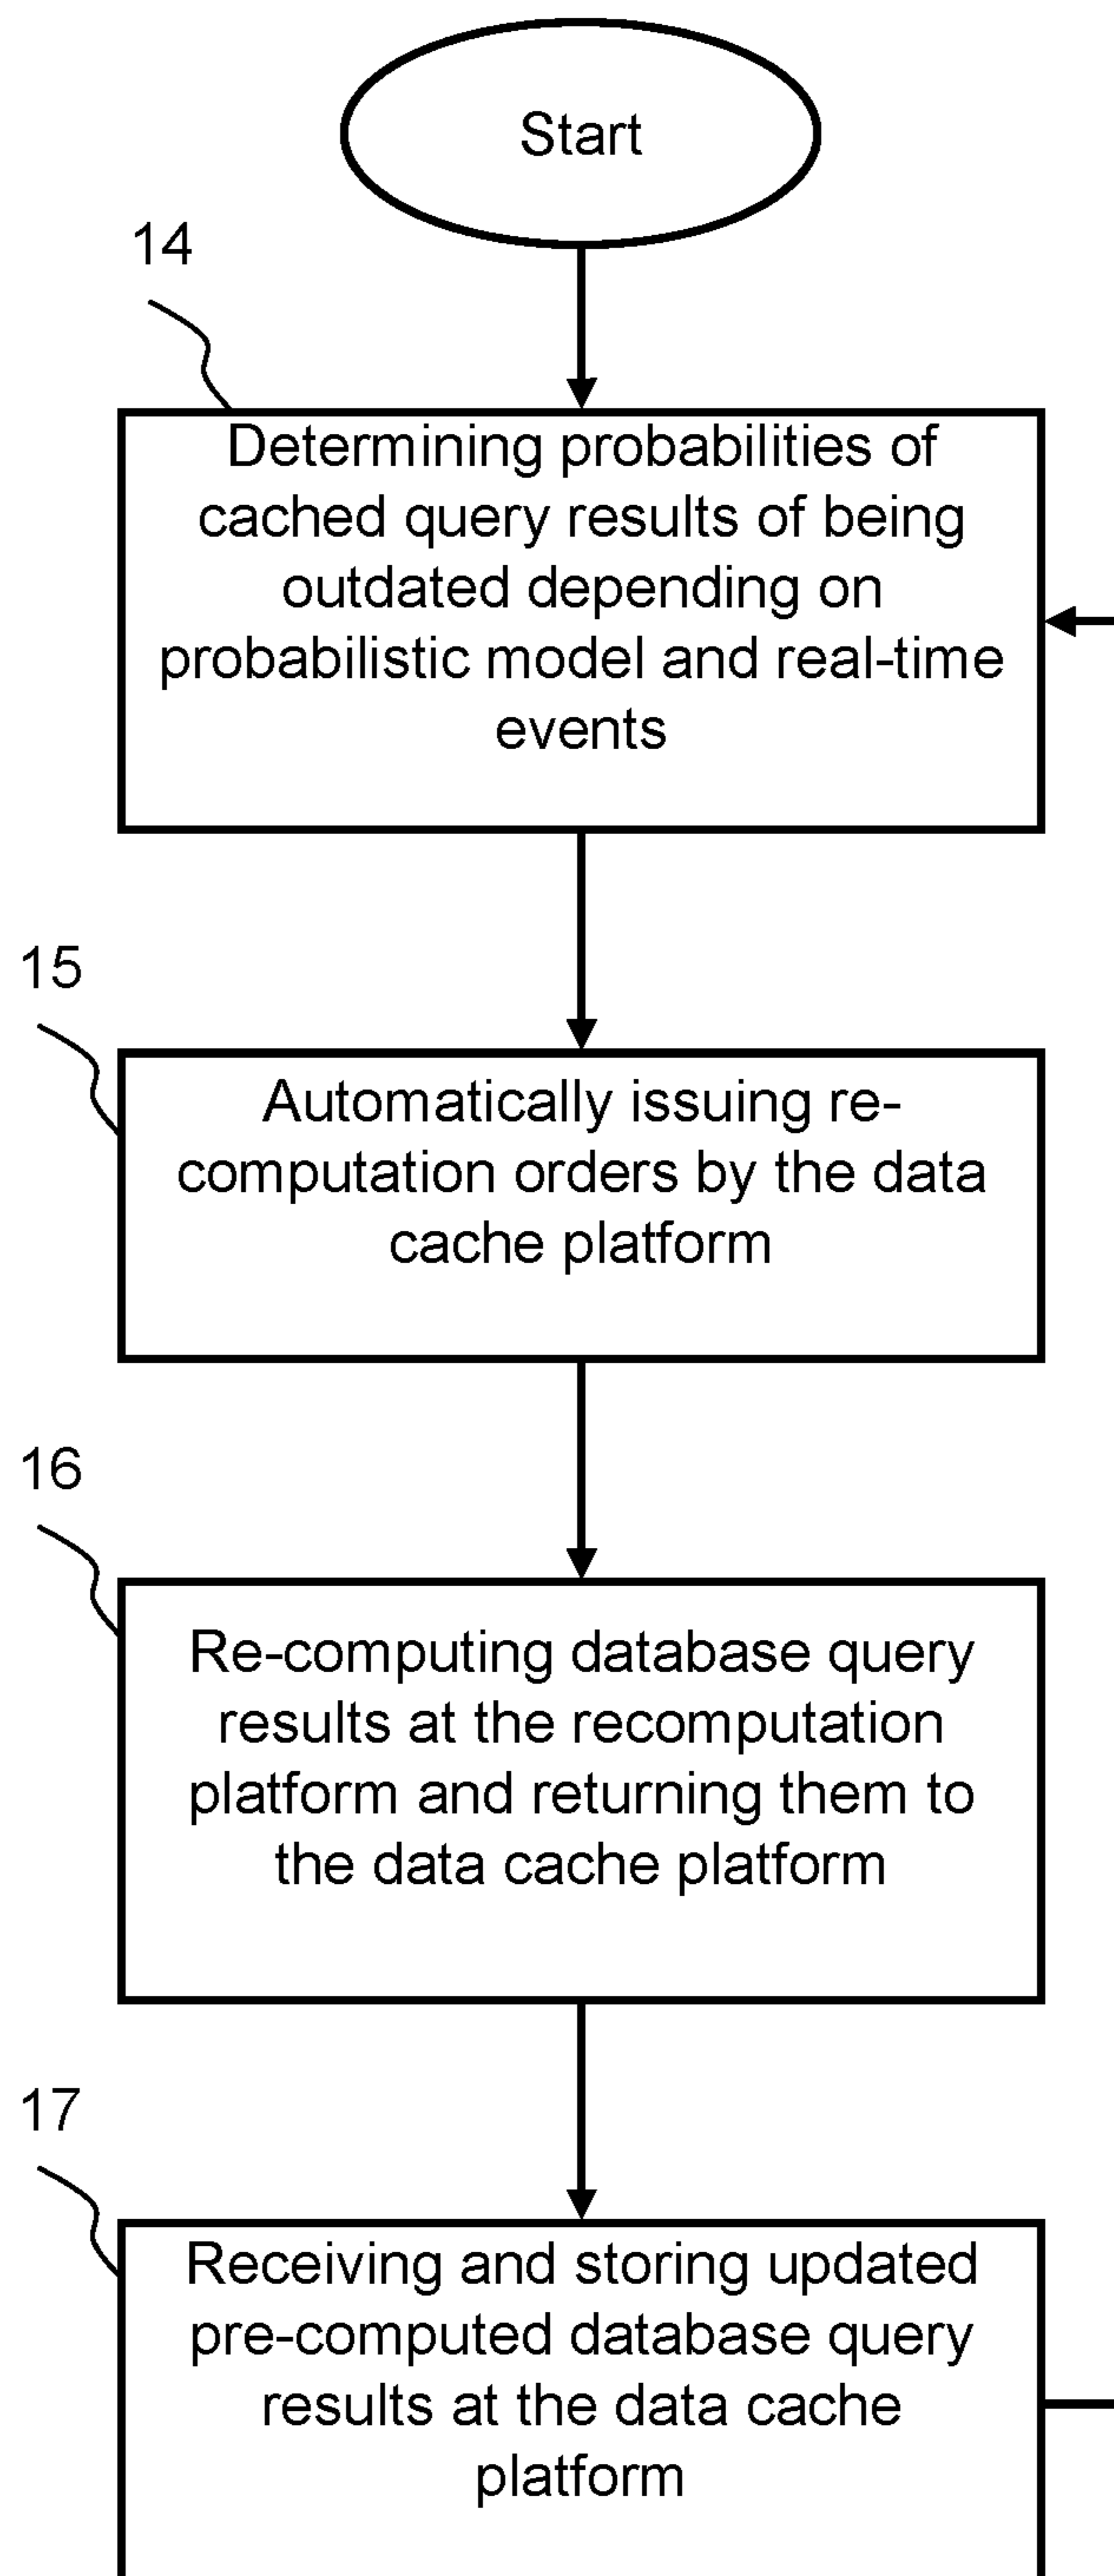 Start
14
Determining probabilities of
cached query results of being
outdated depending on
probabilistic model and real-time
events
15
Automatically issuing re-
computation orders by the data
cache platform
16
Re-computing database query
results at the recomputation
platform and returning them to
the data cache platform
17
Receiving and storing updated
pre-computed database query
results at the data cache
platform